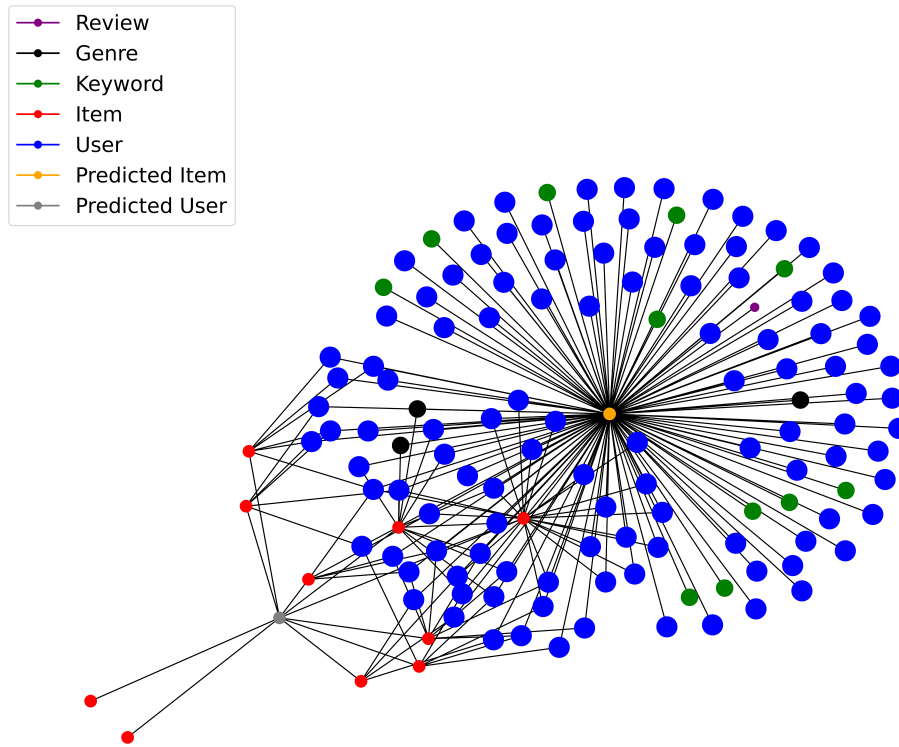 Review
Genre
Keyword
Item
User
Predicted Item
Predicted User